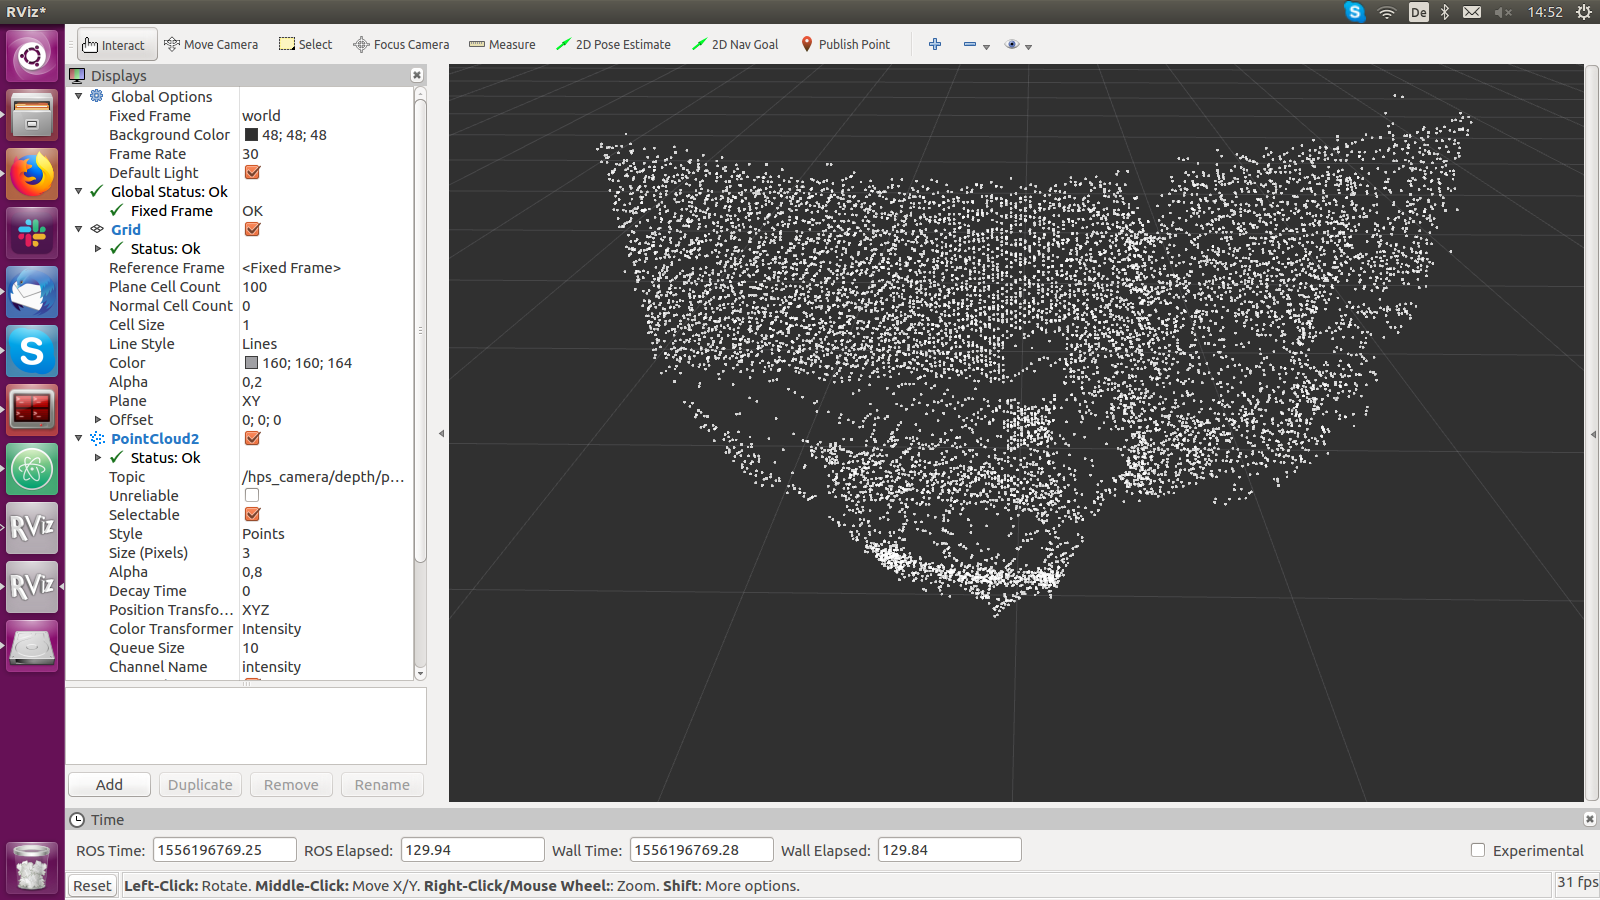 RViz*
De
14:52
Interact Move Camera Select Focus Camera Measure 2D Pose Estimate 2D Nav Goal Publish Point
Displays
Global Options
Fixed Frame world
Background Color 48; 48; 48
Frame Rate 30
Default Light
Global Status: Ok
Fixed Frame OK
Grid
Status: Ok
Reference Frame <Fixed Frame>
Plane Cell Count 100
Normal Cell Count 0
Cell Size 1
Line Style Lines
Color 160; 160; 164
Alpha 0,2
Plane XY
Offset 0; 0; 0
PointCloud2
Status: Ok
Topic /hps_camera/depth/p...
Unreliable
Selectable
Style Points
Size (Pixels) 3
Alpha 0,8
Decay Time 0
Position Transfo... XYZ
Color Transformer Intensity
Queue Size 10
Channel Name intensity
RViz
RViz
Add Duplicate Remove Rename
Time
ROS Time: 1556196769.25 ROS Elapsed: 129.94 Wall Time: 1556196769.28 Wall Elapsed: 129.84 Experimental
Reset Left-Click: Rotate. Middle-Click: Move X/Y. Right-Click/Mouse Wheel:: Zoom. Shift: More options. 31 fps